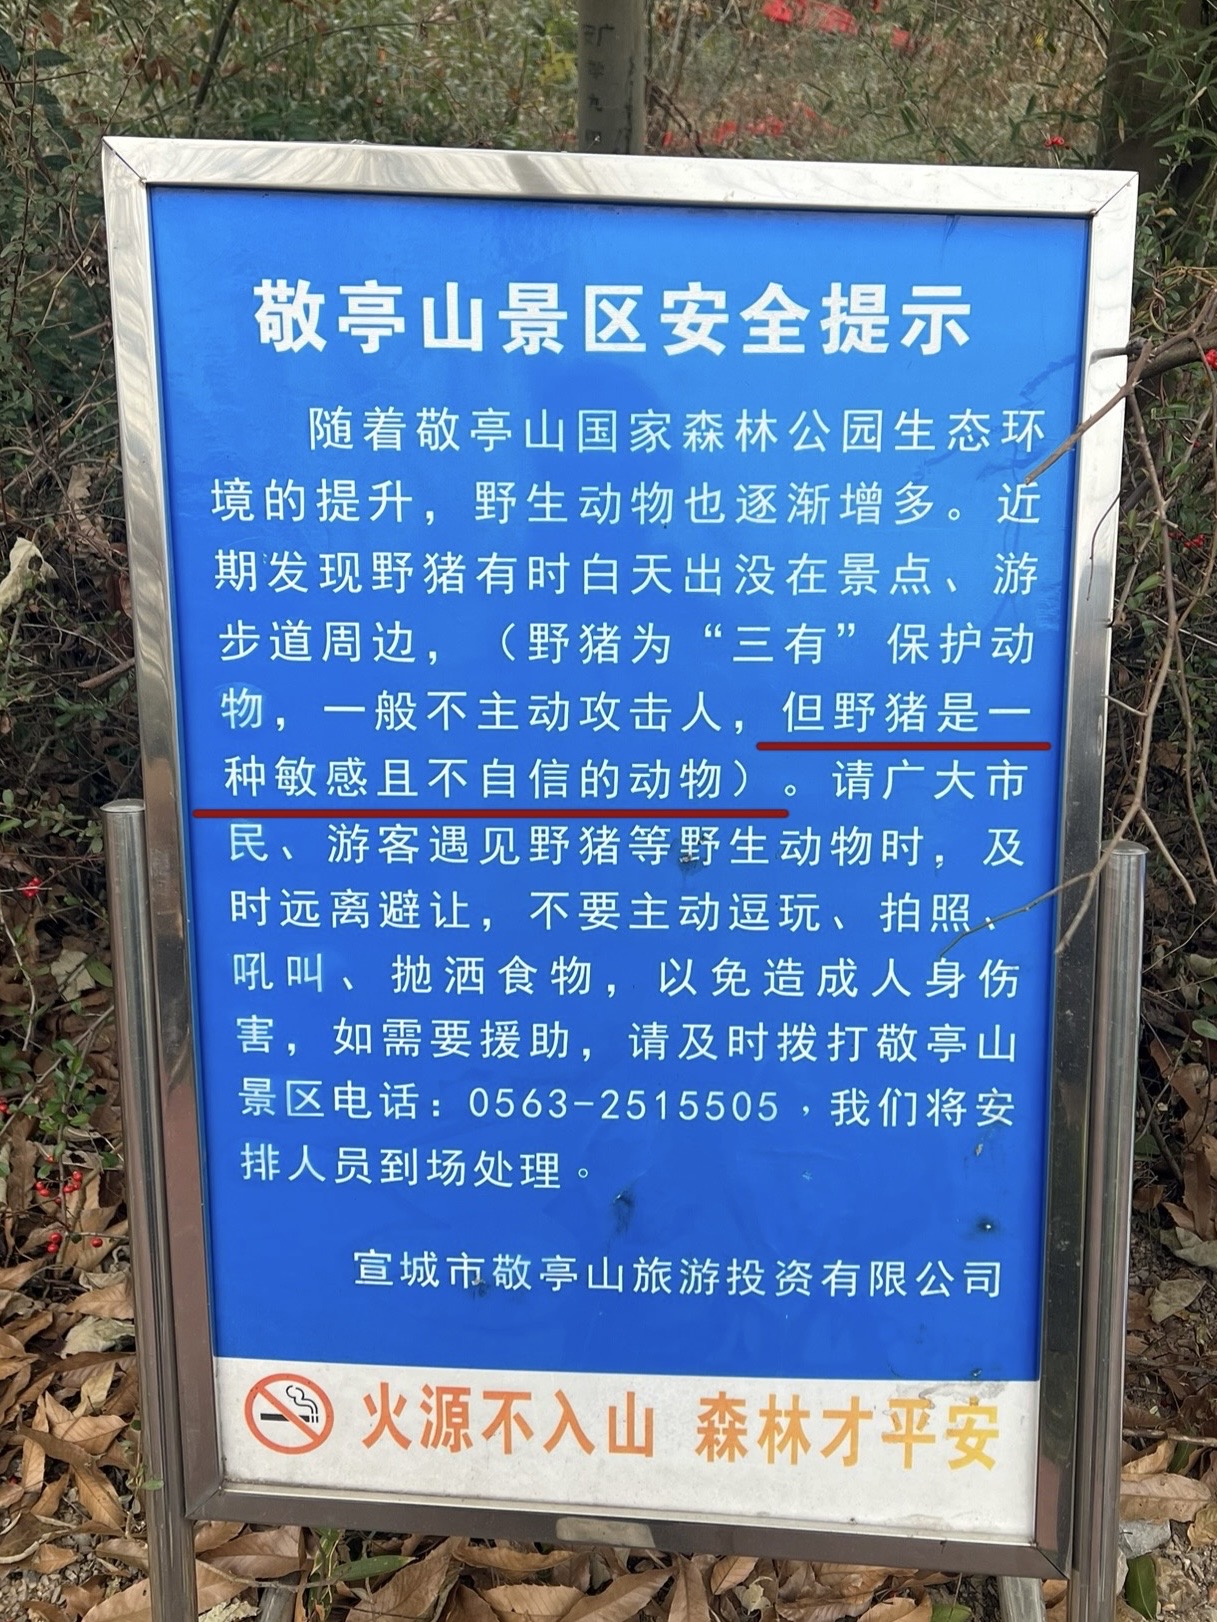 敬亭山景区安全提示
随着敬亭山国家森林公园生态环
境的提升，野生动物也逐渐增多。近
期发现野猪有时白天出没在景点、游
步道周边，（野猪为“三有”保护动
物，一般不主动攻击人，但野猪是一
种敏感且不自信的动物）。请广大市
民、游客遇见野猪等野生动物时，及
时远离避让，不要主动逗玩、拍照、
吼叫、抛洒食物，以免造成人身伤
害，如需要援助，请及时拨打敬亭山
景区电话：0563-2515505，我们将安
排人员到场处理。
宣城市敬亭山旅游投资有限公司
火源不入山 森林才平安